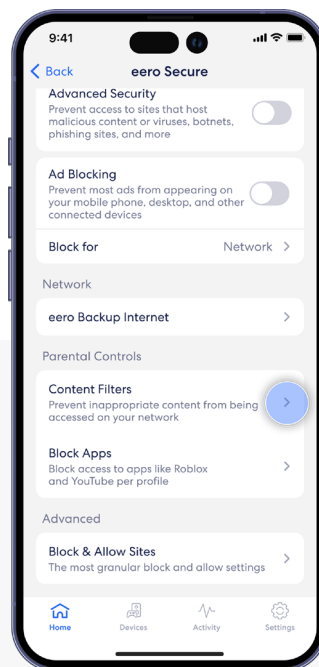 9:41
Back
eero Secure
Advanced Security
Prevent access to sites that host
malicious content or viruses, botnets,
phishing sites, and more
Ad Blocking
Prevent most ads from appearing on
your mobile phone, desktop, and other
connected devices
Block for
Network
Network
eero Backup Internet
Parental Controls
Content Filters
Prevent inappropriate content from being
accessed on your network
Block Apps
Block access to apps like Roblox
and YouTube per profile
Advanced
Block & Allow Sites
The most granular block and allow settings
Home
Devices
Activity
Settings